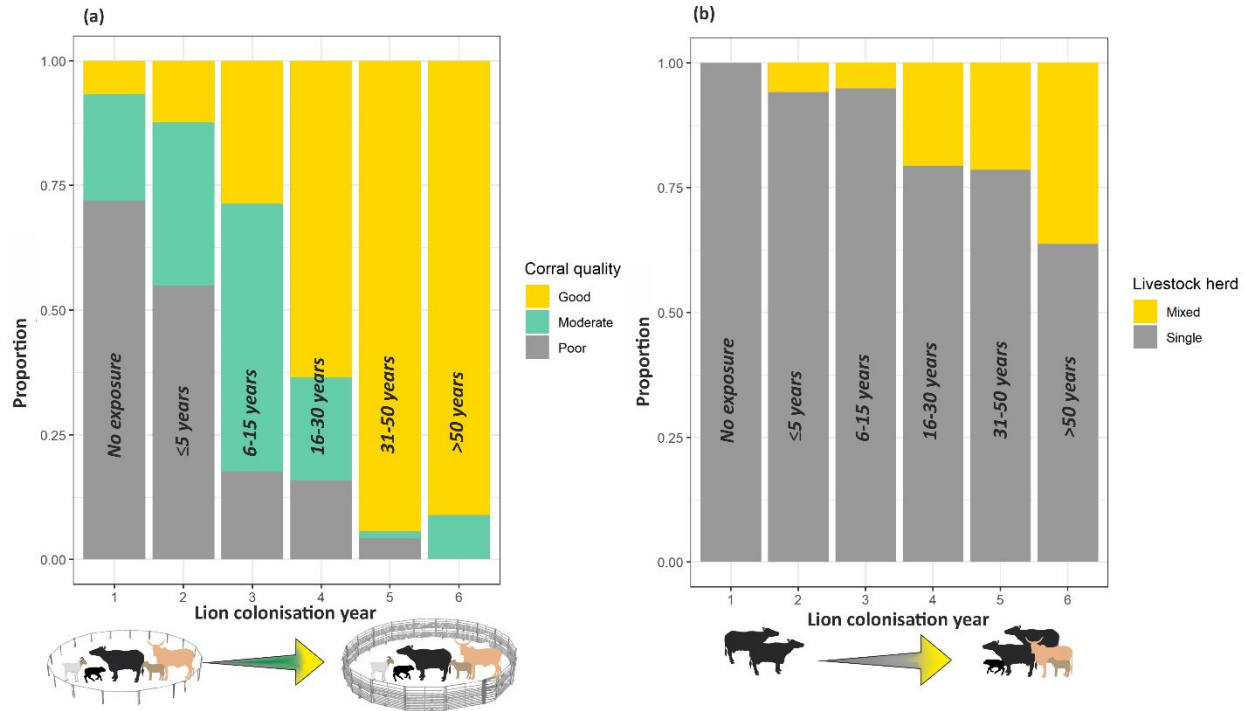 (a)
1.00
0.75
0.50
0.25
0.00
Proportion
No exposure
≤5 years
6-15 years
16-30 years
31-50 years
>50 years
1 2 3 4 5 6
Lion colonisation year
Corral quality
Good
Moderate
Poor
(b)
1.00
0.75
0.50
0.25
0.00
Proportion
No exposure
≤5 years
6-15 years
16-30 years
31-50 years
>50 years
1 2 3 4 5 6
Lion colonisation year
Livestock herd
Mixed
Single